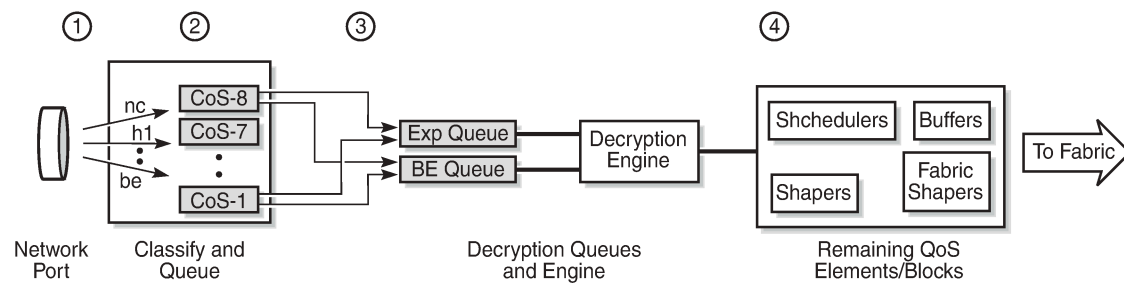 1
2
3
4
nc
h1
be
CoS-8
CoS-7
CoS-1
Exp Queue
BE Queue
Decryption
Engine
Shchedulers
Buffers
Shapers
Fabric
Shapers
To Fabric
Network
Port
Classify and
Queue
Decryption Queues
and Engine
Remaining QoS
Elements/Blocks